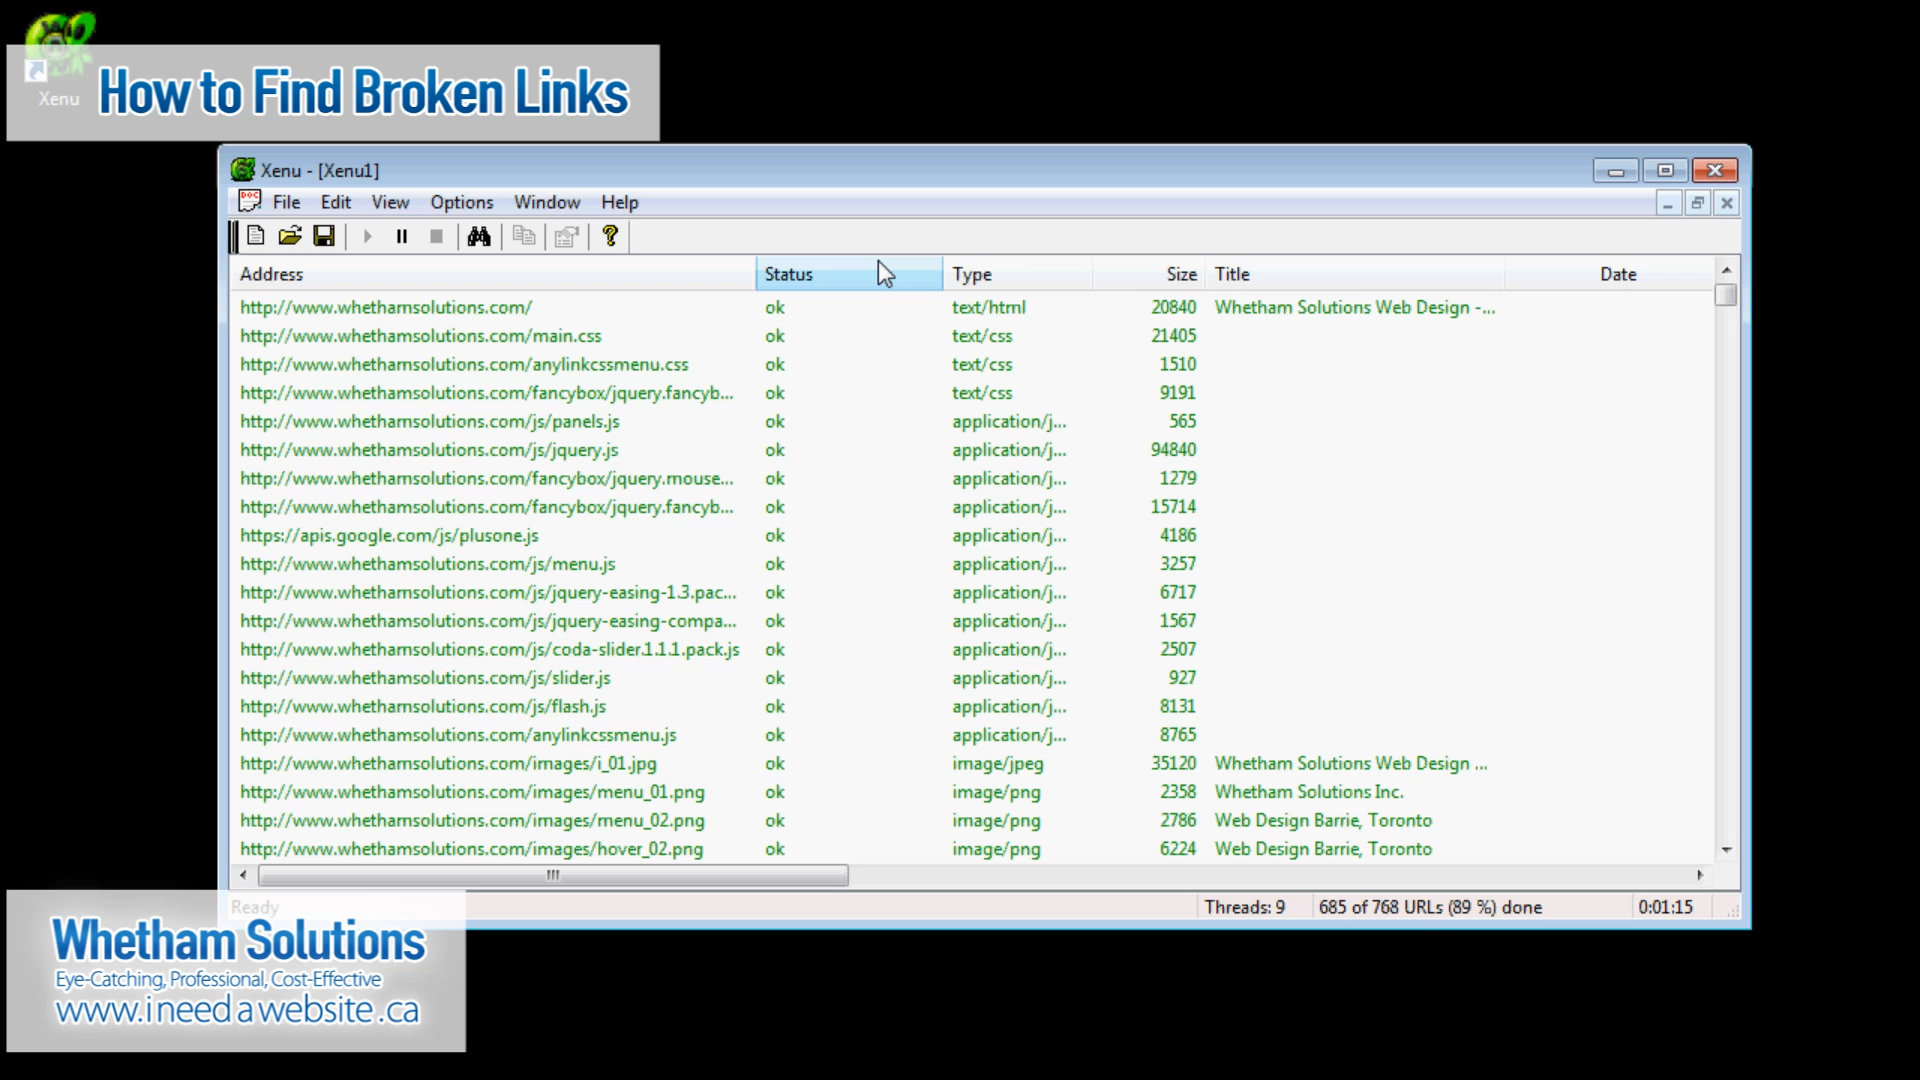 Xenu
How to Find Broken Links
Xenu - [Xenu1]
File Edit View Options Window Help
Address Status Type Size Title Date
http://www.whethamsolutions.com/ ok text/html 20840 Whetham Solutions Web Design -...
http://www.whethamsolutions.com/main.css ok text/css 21405
http://www.whethamsolutions.com/anylinkcssmenu.css ok text/css 1510
http://www.whethamsolutions.com/fancybox/jquery.fancyb... ok text/css 9191
http://www.whethamsolutions.com/js/panels.js ok application/j... 565
http://www.whethamsolutions.com/js/jquery.js ok application/j... 94840
http://www.whethamsolutions.com/fancybox/jquery.mouse... ok application/j... 1279
http://www.whethamsolutions.com/fancybox/jquery.fancyb... ok application/j... 15714
https://apis.google.com/js/plusone.js ok application/j... 4186
http://www.whethamsolutions.com/js/menu.js ok application/j... 3257
http://www.whethamsolutions.com/js/jquery-easing-1.3.pac... ok application/j... 6717
http://www.whethamsolutions.com/js/jquery-easing-compa... ok application/j... 1567
http://www.whethamsolutions.com/js/coda-slider.1.1.1.pack.js ok application/j... 2507
http://www.whethamsolutions.com/js/slider.js ok application/j... 927
http://www.whethamsolutions.com/js/flash.js ok application/j... 8131
http://www.whethamsolutions.com/anylinkcssmenu.js ok application/j... 8765
http://www.whethamsolutions.com/images/i_01.jpg ok image/jpeg 35120 Whetham Solutions Web Design ...
http://www.whethamsolutions.com/images/menu_01.png ok image/png 2358 Whetham Solutions Inc.
http://www.whethamsolutions.com/images/menu_02.png ok image/png 2786 Web Design Barrie, Toronto
http://www.whethamsolutions.com/images/hover_02.png ok image/png 6224 Web Design Barrie, Toronto
Ready Threads: 9 685 of 768 URLs (89 %) done 0:01:15
Whetham Solutions
Eye-Catching, Professional, Cost-Effective
www.ineedawebsite.ca